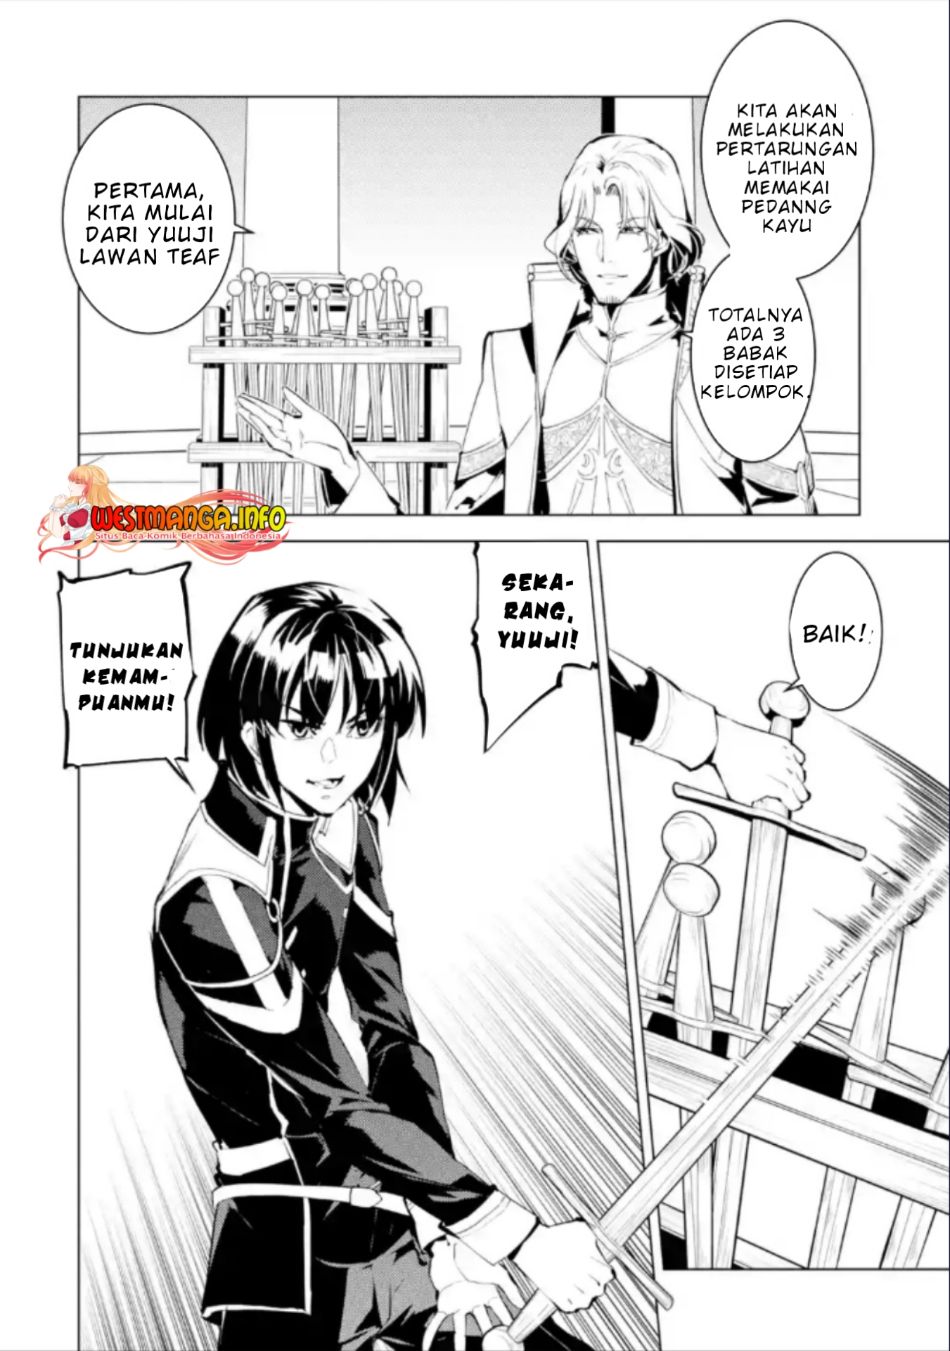 KITA AKAN
MELAKUKAN
PERTARUNGAN
LATIHAN
MEMAKAI
PEDANNG
KAYU
TOTALNYA
ADA 3
BABAK
DISETIAP
KELOMPOK.
PERTAMA,
KITA MULAI
DARI YUUJI
LAWAN TEAF
WESTMANGA.INFO
Situs Baca Komik Berbahasa Indonesia
BAIK!
SEKA-
RANG,
YUUJI!
TUNJUKAN
KEMAM-
PUANMU!